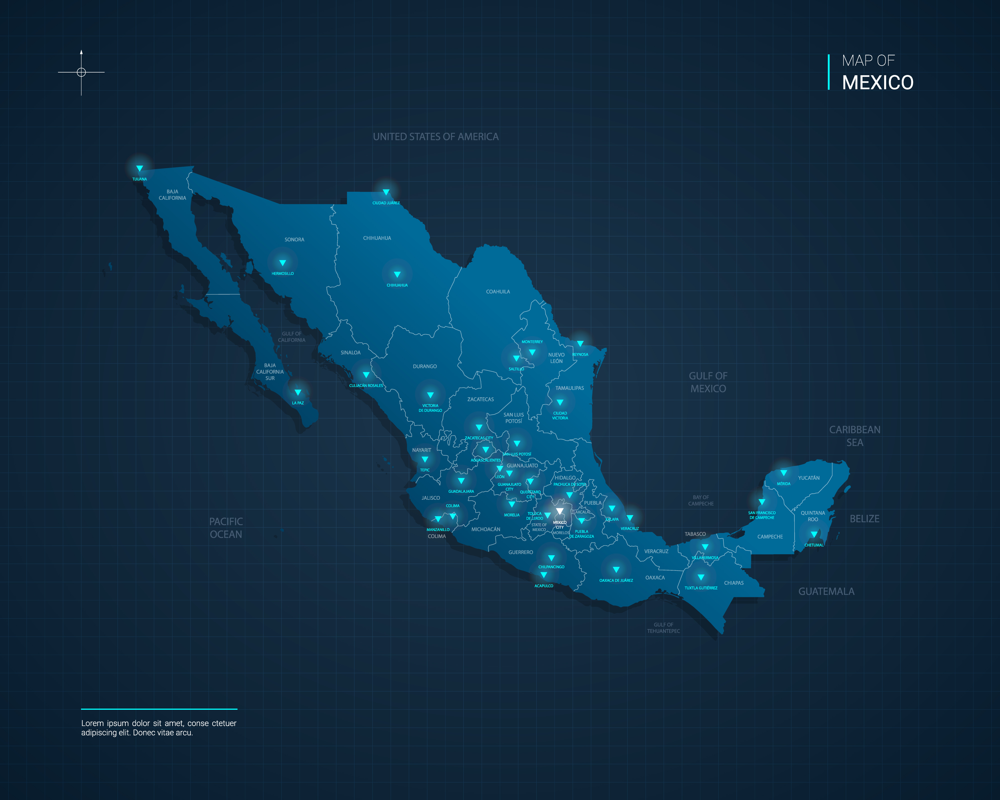 MAP OF
MEXICO
UNITED STATES OF AMERICA
TIJUANA
BAJA
CALIFORNIA
CIUDAD JUÁREZ
SONORA
CHIHUAHUA
HERMOSILLO
CHIHUAHUA
COAHUILA
GULF OF
CALIFORNIA
MONTERREY
SINALOA
NUEVO
LEÓN
REYNOSA
DURANGO
SALTILLO
BAJA
CALIFORNIA
SUR
GULF OF
MEXICO
CULIACÁN ROSALES
TAMAULIPAS
LA PAZ
ZACATECAS
VICTORIA
DE DURANGO
CIUDAD
VICTORIA
SAN LUIS
POTOSÍ
CARIBBEAN
SEA
ZACATECAS CITY
NAYARIT
SAN LUIS POTOSÍ
AGUASCALIENTES
TEPIC
GUANAJUATO
LEÓN
HIDALGO
YUCATÁN
GUANAJUATO
CITY
PACHUCA DE SOTO
MÉRIDA
GUADALAJARA
QUERÉTARO
CITY
JALISCO
BAY OF
CAMPECHE
PUEBLA
COLIMA
TLAXCALA
SAN FRANCISCO
DE CAMPECHE
QUINTANA
ROO
MORELIA
TOLUCA
DE LERDO
XALAPA
BELIZE
PACIFIC
OCEAN
MEXICO
CITY
STATE OF
MEXICO
MANZANILLO
MICHOACÁN
VERACRUZ
MORELOS
PUEBLA
DE ZARAGOZA
COLIMA
TABASCO
CAMPECHE
CHETUMAL
GUERRERO
VERACRUZ
VILLAHERMOSA
CHILPANCINGO
OAXACA DE JUÁREZ
OAXACA
CHIAPAS
ACAPULCO
TUXTLA GUTIÉRREZ
GUATEMALA
GULF OF
TEHUANTEPEC
Lorem ipsum dolor sit amet, conse ctetuer
adipiscing elit. Donec vitae arcu.